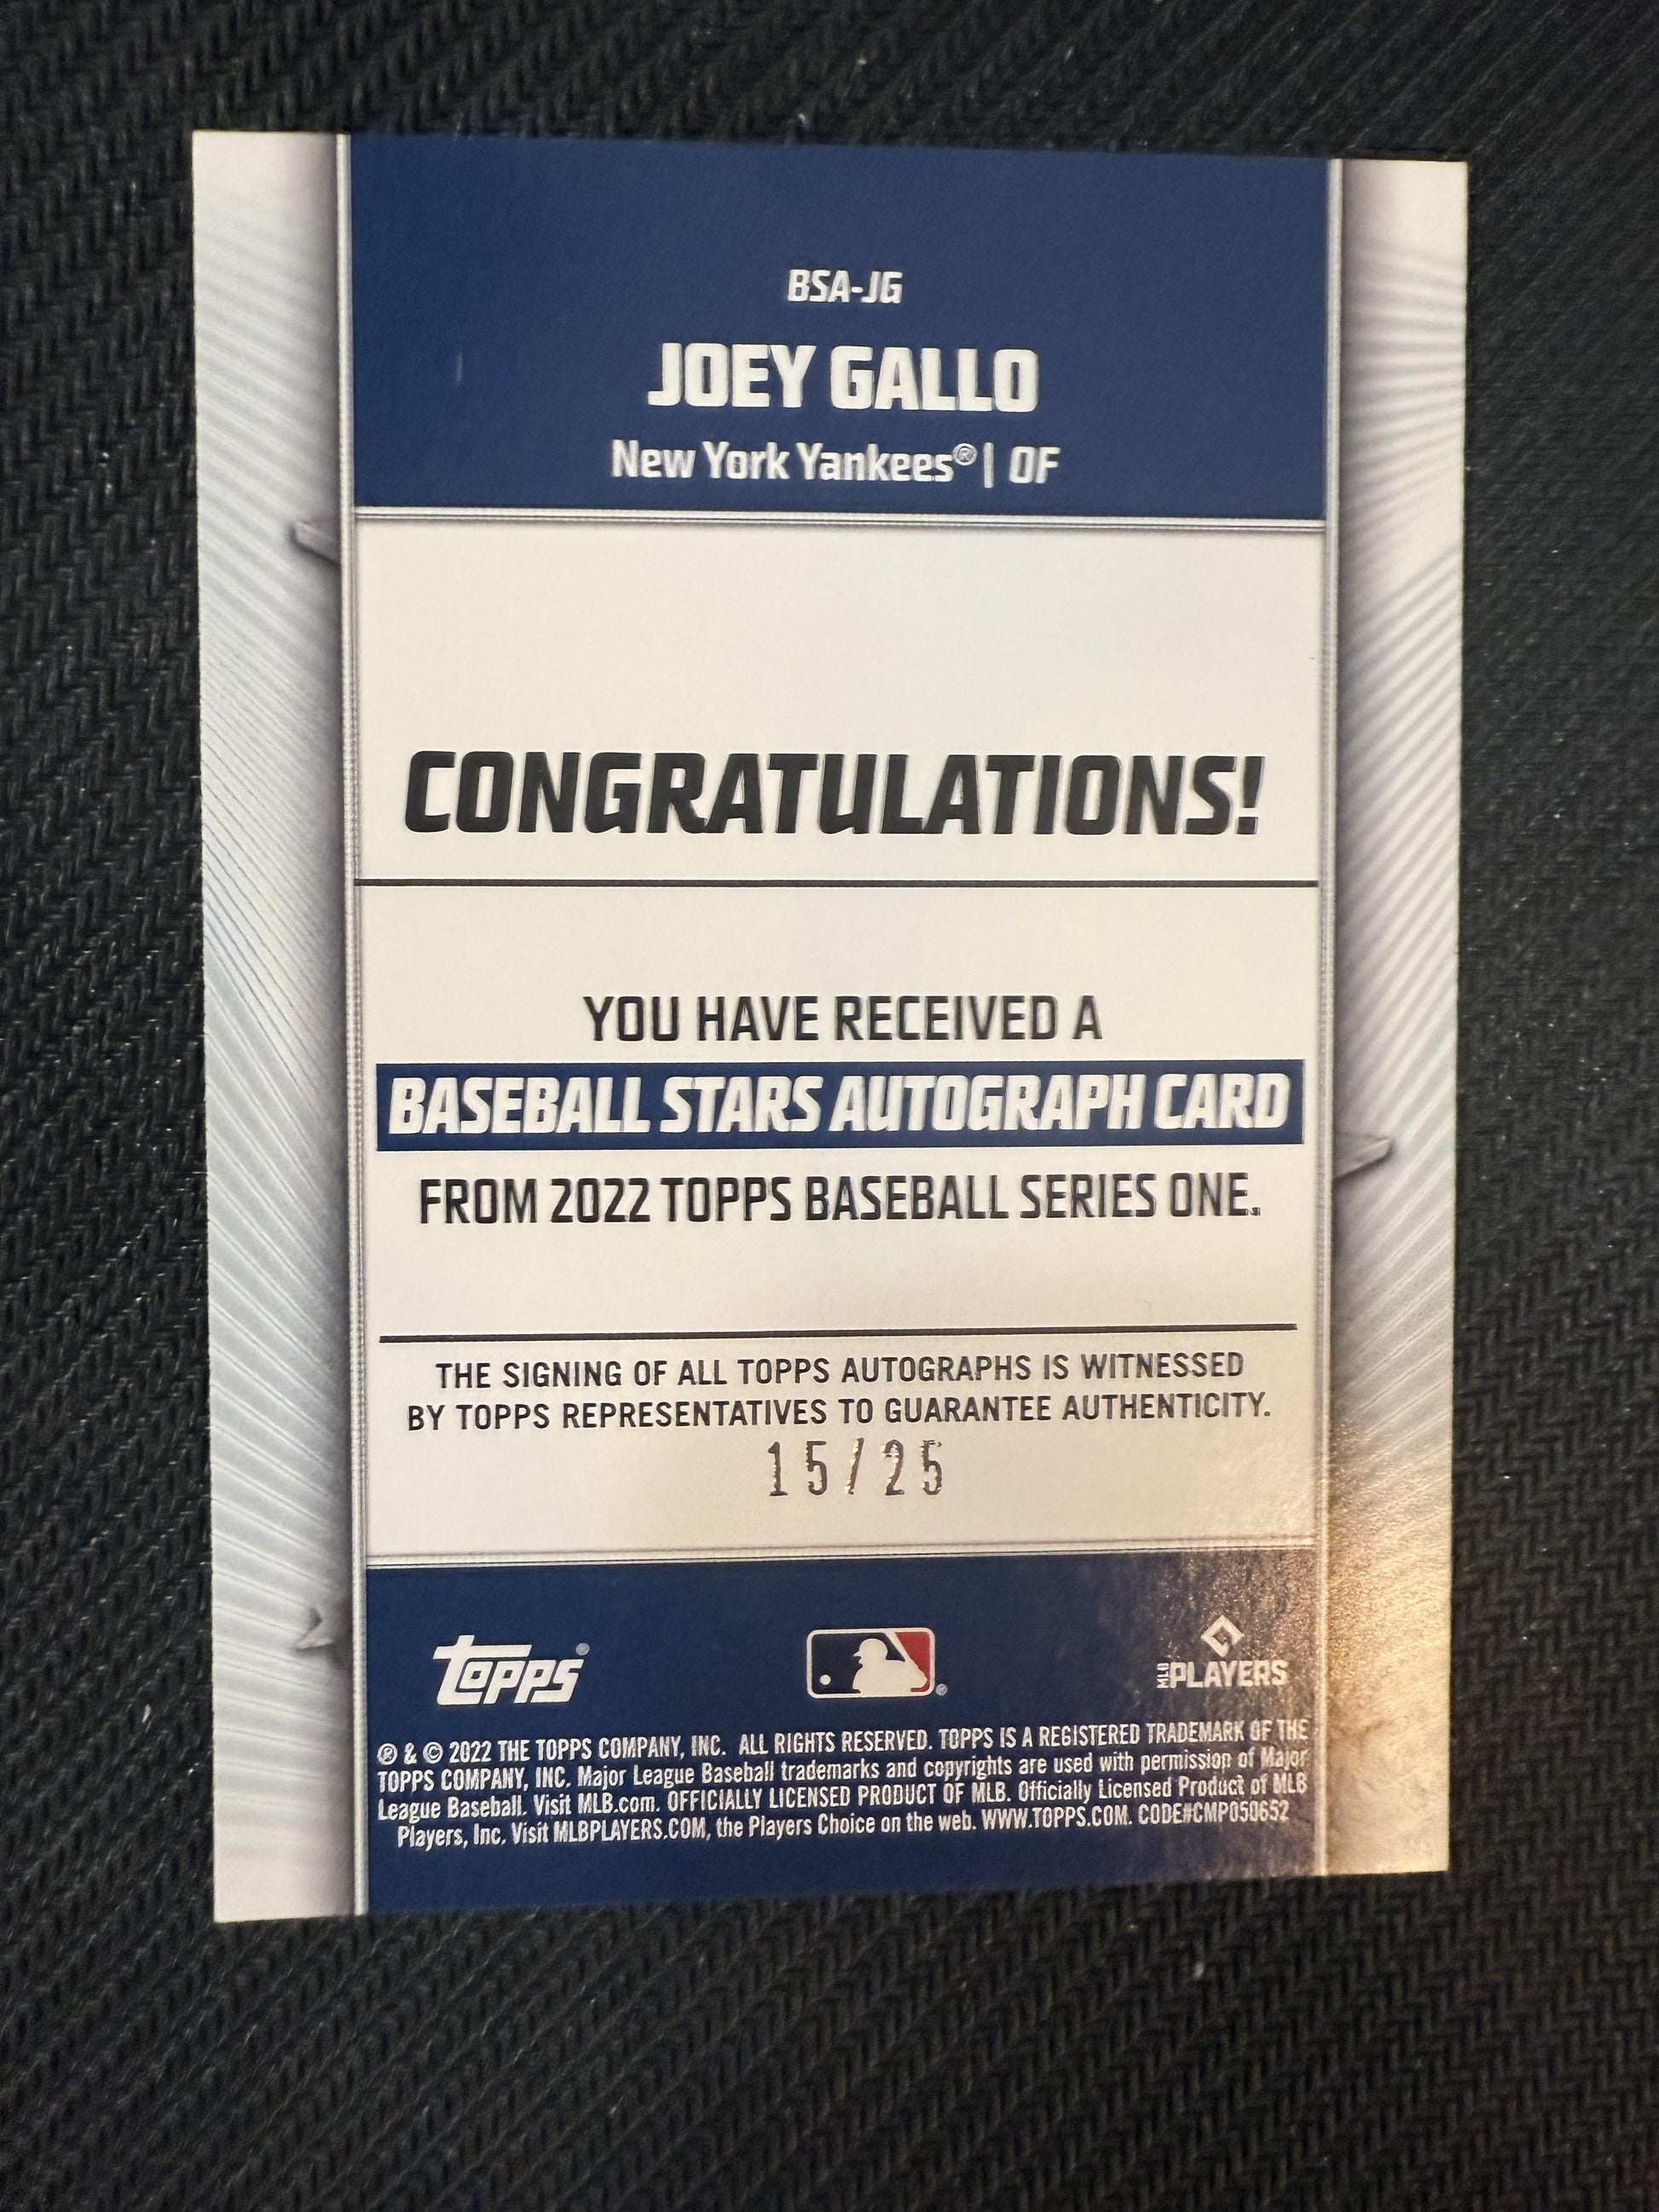 BSA-JG
JOEY GALLO
New York Yankees® | OF
CONGRATULATIONS!
YOU HAVE RECEIVED A
BASEBALL STARS AUTOGRAPH CARD
FROM 2022 TOPPS BASEBALL SERIES ONE.
THE SIGNING OF ALL TOPPS AUTOGRAPHS IS WITNESSED
BY TOPPS REPRESENTATIVES TO GUARANTEE AUTHENTICITY.
15/25
Topps® ® MLB PLAYERS
® & © 2022 THE TOPPS COMPANY, INC. ALL RIGHTS RESERVED. TOPPS IS A REGISTERED TRADEMARK OF THE
TOPPS COMPANY, INC. Major League Baseball trademarks and copyrights are used with permission of Major
League Baseball. Visit MLB.com. OFFICIALLY LICENSED PRODUCT OF MLB. Officially Licensed Product of MLB
Players, Inc. Visit MLBPLAYERS.COM, the Players Choice on the web. WWW.TOPPS.COM. CODE#CMP050652